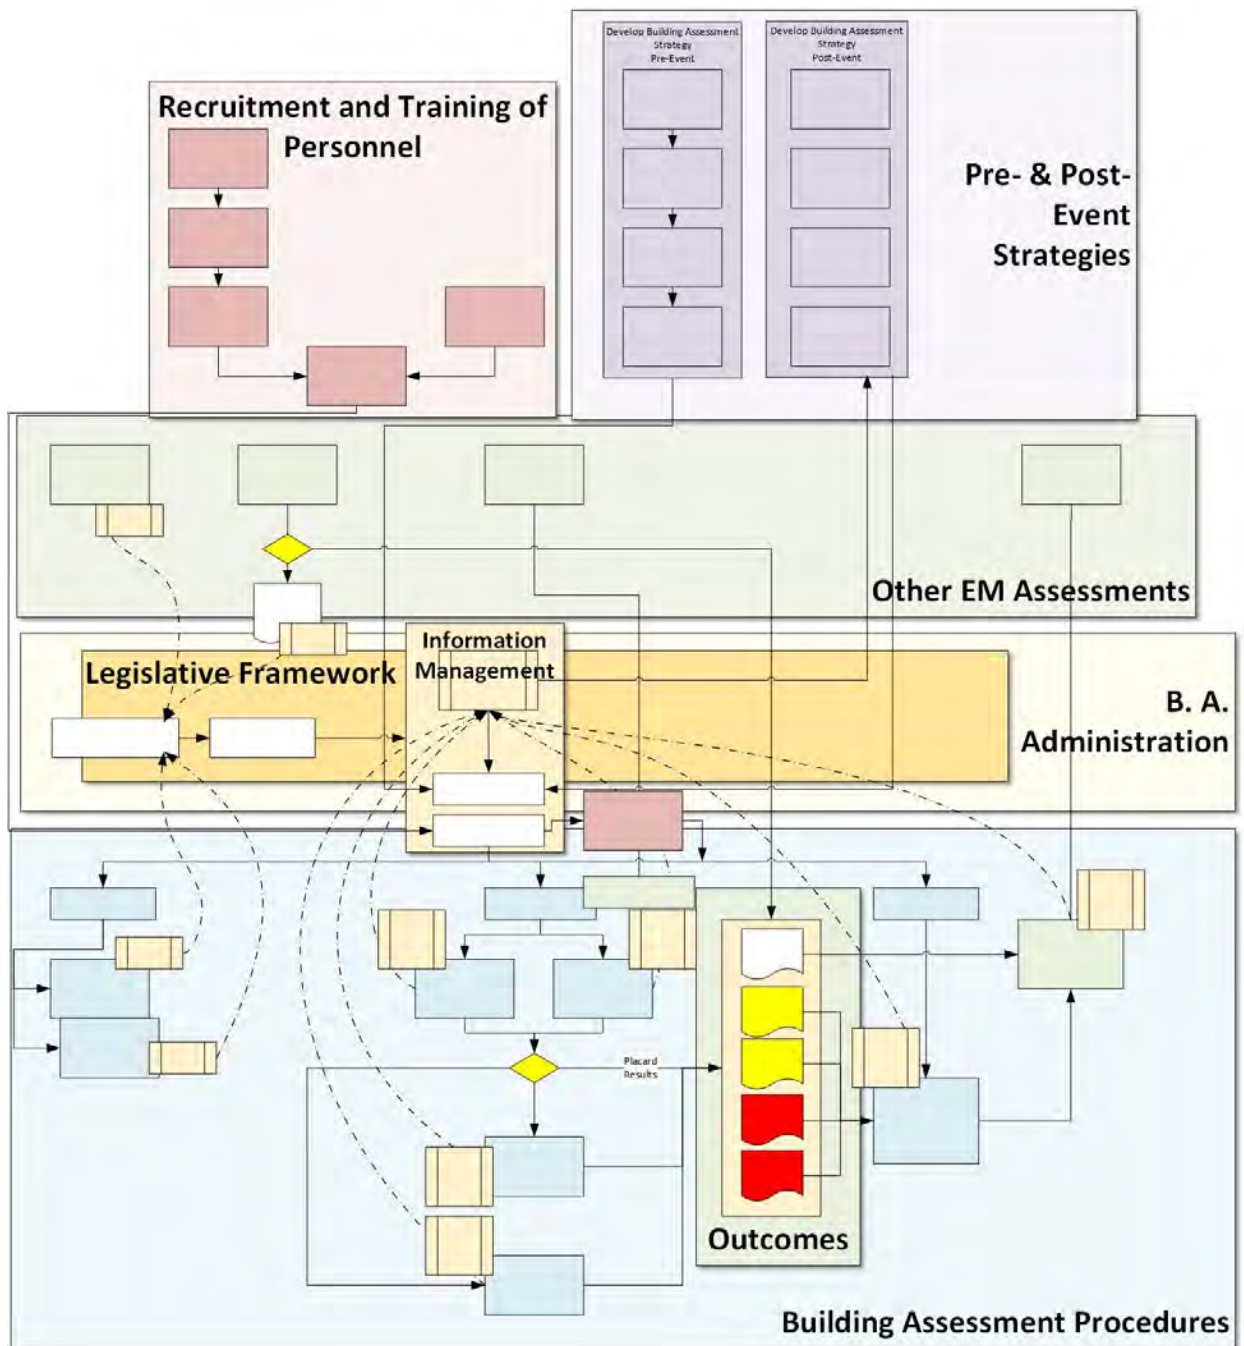 Develop Building Assessment
Strategy
Pre-Event
Develop Building Assessment
Strategy
Post-Event
Recruitment and Training of
Personnel
Pre- & Post-
Event
Strategies
Other EM Assessments
Information
Management
Legislative Framework
B. A.
Administration
Placard
Results
Outcomes
Building Assessment Procedures